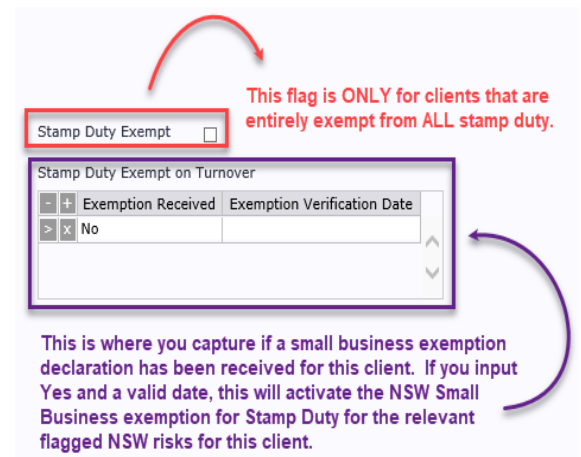 This flag is ONLY for clients that are
entirely exempt from ALL stamp duty.
Stamp Duty Exempt
Stamp Duty Exempt on Turnover
- + Exemption Received Exemption Verification Date
> x No
This is where you capture if a small business exemption
declaration has been received for this client. If you input
Yes and a valid date, this will activate the NSW Small
Business exemption for Stamp Duty for the relevant
flagged NSW risks for this client.